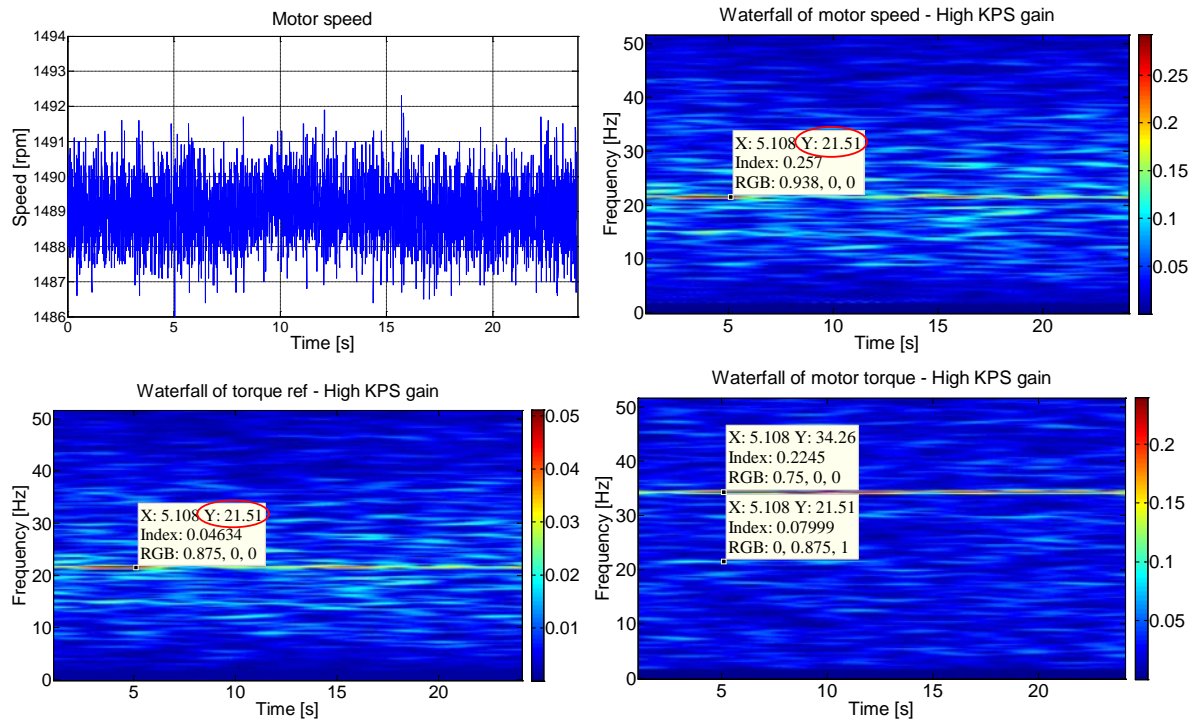 Motor speed
1494
1493
1492
1491
1490
1489
1488
1487
1486
0 5 10 15 20
Speed [rpm]
Time [s]
Waterfall of motor speed - High KPS gain
50
40
30
20
10
0
5 10 15 20
Frequency [Hz]
Time [s]
X: 5.108 Y: 21.51
Index: 0.257
RGB: 0.938, 0, 0
0.25
0.2
0.15
0.1
0.05
Waterfall of torque ref - High KPS gain
50
40
30
20
10
0
5 10 15 20
Frequency [Hz]
Time [s]
X: 5.108 Y: 21.51
Index: 0.04634
RGB: 0.875, 0, 0
0.05
0.04
0.03
0.02
0.01
Waterfall of motor torque - High KPS gain
50
40
30
20
10
0
5 10 15 20
Frequency [Hz]
Time [s]
X: 5.108 Y: 34.26
Index: 0.2245
RGB: 0.75, 0, 0
X: 5.108 Y: 21.51
Index: 0.07999
RGB: 0, 0.875, 1
0.2
0.15
0.1
0.05